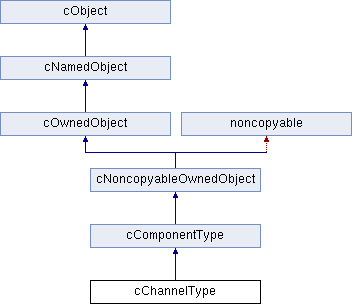 cObject
cNamedObject
cOwnedObject
noncopyable
cNoncopyableOwnedObject
cComponentType
cChannelType